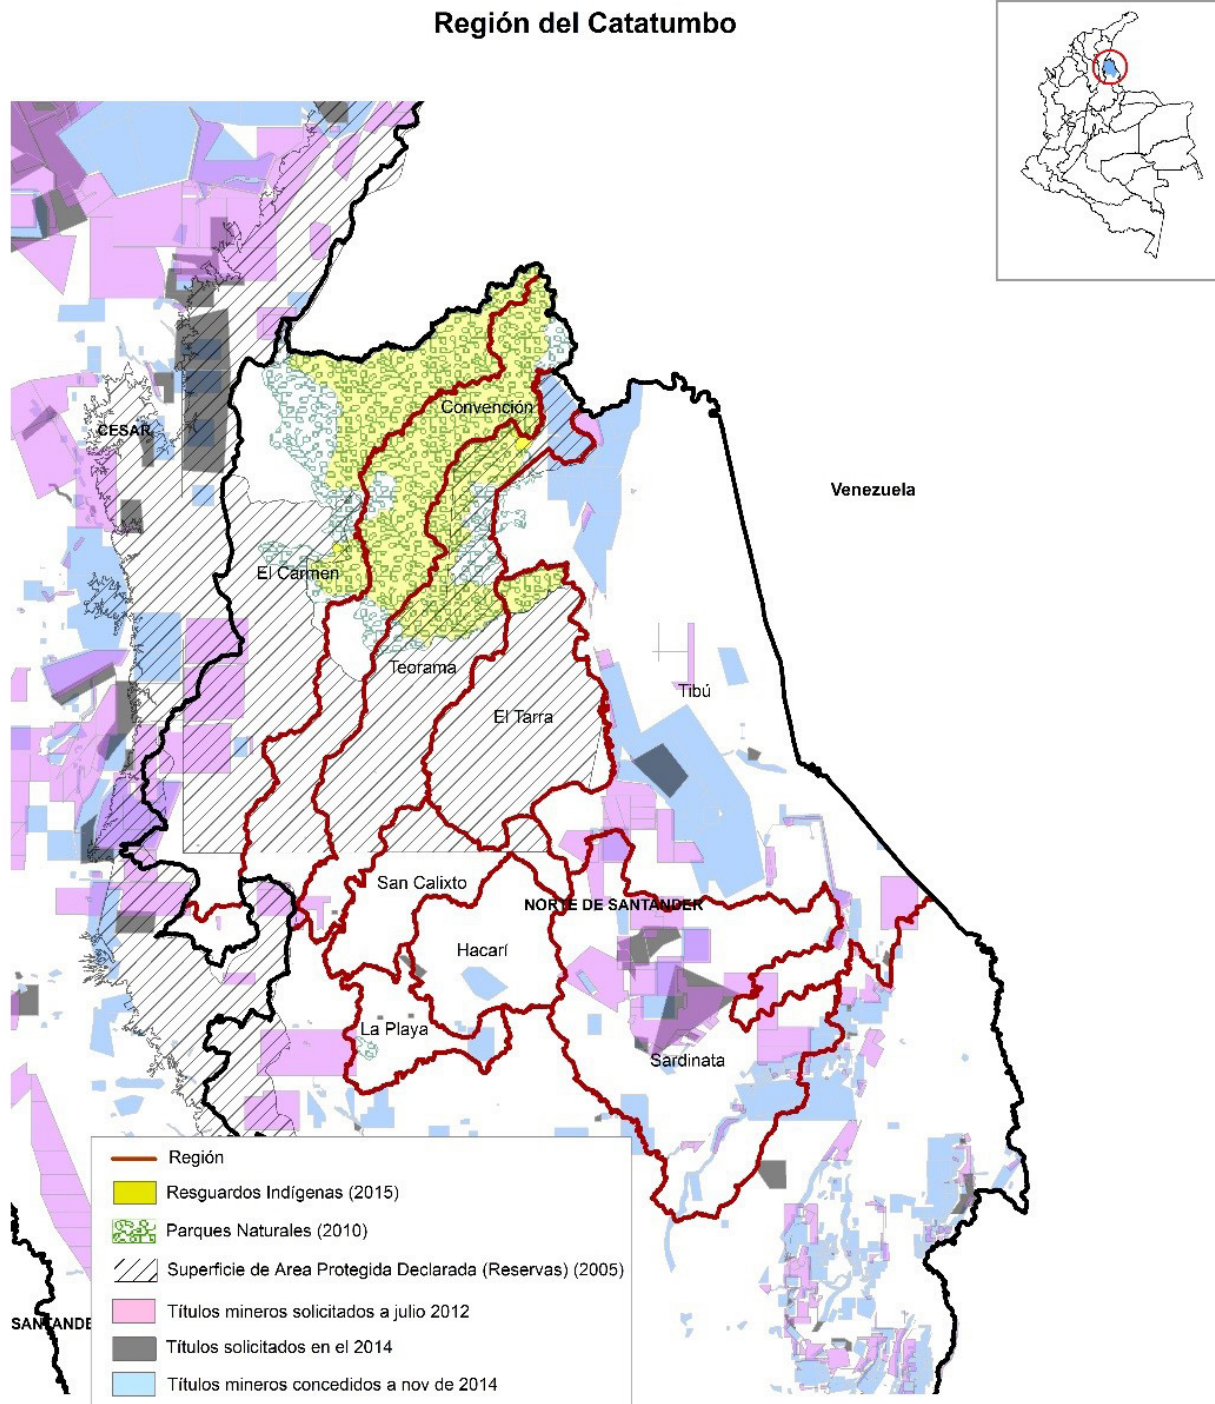 Región del Catatumbo
Convención
CESAR
Venezuela
El Carmen
Teorama
Tibú
El Tarra
San Calixto
NORTE DE SANTANDER
Hacarí
La Playa
Sardinata
Región
Resguardos Indígenas (2015)
Parques Naturales (2010)
Superficie de Area Protegida Declarada (Reservas) (2005)
Títulos mineros solicitados a julio 2012
SANTANDE
Títulos solicitados en el 2014
Títulos mineros concedidos a nov de 2014